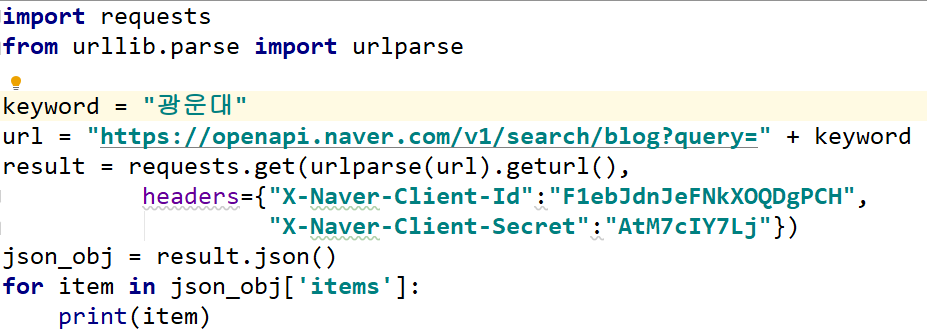 import requests
from urllib.parse import urlparse
keyword = "광운대"
url = "https://openapi.naver.com/v1/search/blog?query=" + keyword
result = requests.get(urlparse(url).geturl(),
headers={"X-Naver-Client-Id":"F1ebJdnJeFNkXOQDgPCH",
"X-Naver-Client-Secret":"AtM7cIY7Lj"})
json_obj = result.json()
for item in json_obj['items']:
print(item)